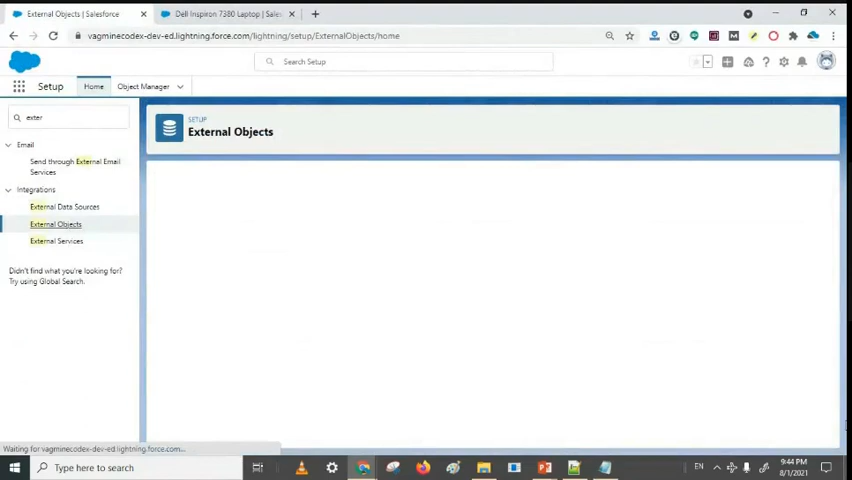 External Objects | Salesforce
Dell Inspiron 7380 Laptop | Sales
vagminecodex-dev-ed.lightning.force.com/lightning/setup/ExternalObjects/home
Search Setup
Setup
Home
Object Manager
exter
SETUP
External Objects
Email
Send through External Email
Services
Integrations
External Data Sources
External Objects
External Services
Didn't find what you're looking for?
Try using Global Search.
Waiting for vagminecodex-dev-ed.lightning.force.com...
Type here to search
EN
9:44 PM
8/1/2021